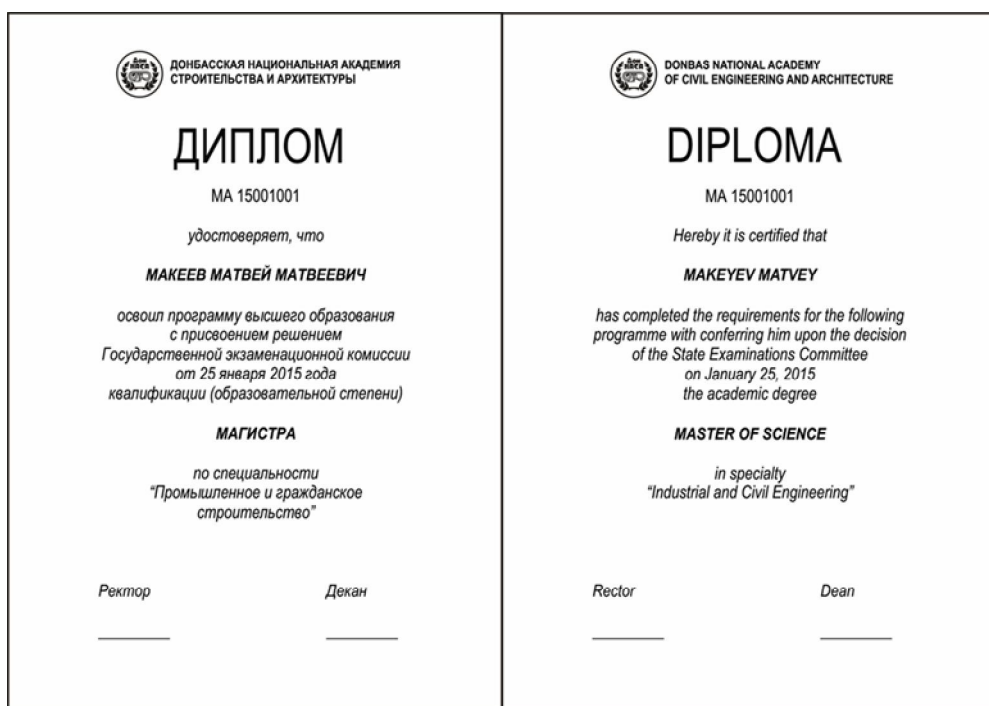 ДОНБАССКАЯ НАЦИОНАЛЬНАЯ АКАДЕМИЯ
СТРОИТЕЛЬСТВА И АРХИТЕКТУРЫ
ДИПЛОМ
МА 15001001
удостоверяет, что
МАКЕЕВ МАТВЕЙ МАТВЕЕВИЧ
освоил программу высшего образования
с присвоением решением
Государственной экзаменационной комиссии
от 25 января 2015 года
квалификации (образовательной степени)
МАГИСТРА
по специальности
“Промышленное и гражданское
строительство”
Ректор Декан
DONBAS NATIONAL ACADEMY
OF CIVIL ENGINEERING AND ARCHITECTURE
DIPLOMA
MA 15001001
Hereby it is certified that
MAKEYEV MATVEY
has completed the requirements for the following
programme with conferring him upon the decision
of the State Examinations Committee
on January 25, 2015
the academic degree
MASTER OF SCIENCE
in specialty
“Industrial and Civil Engineering”
Rector Dean